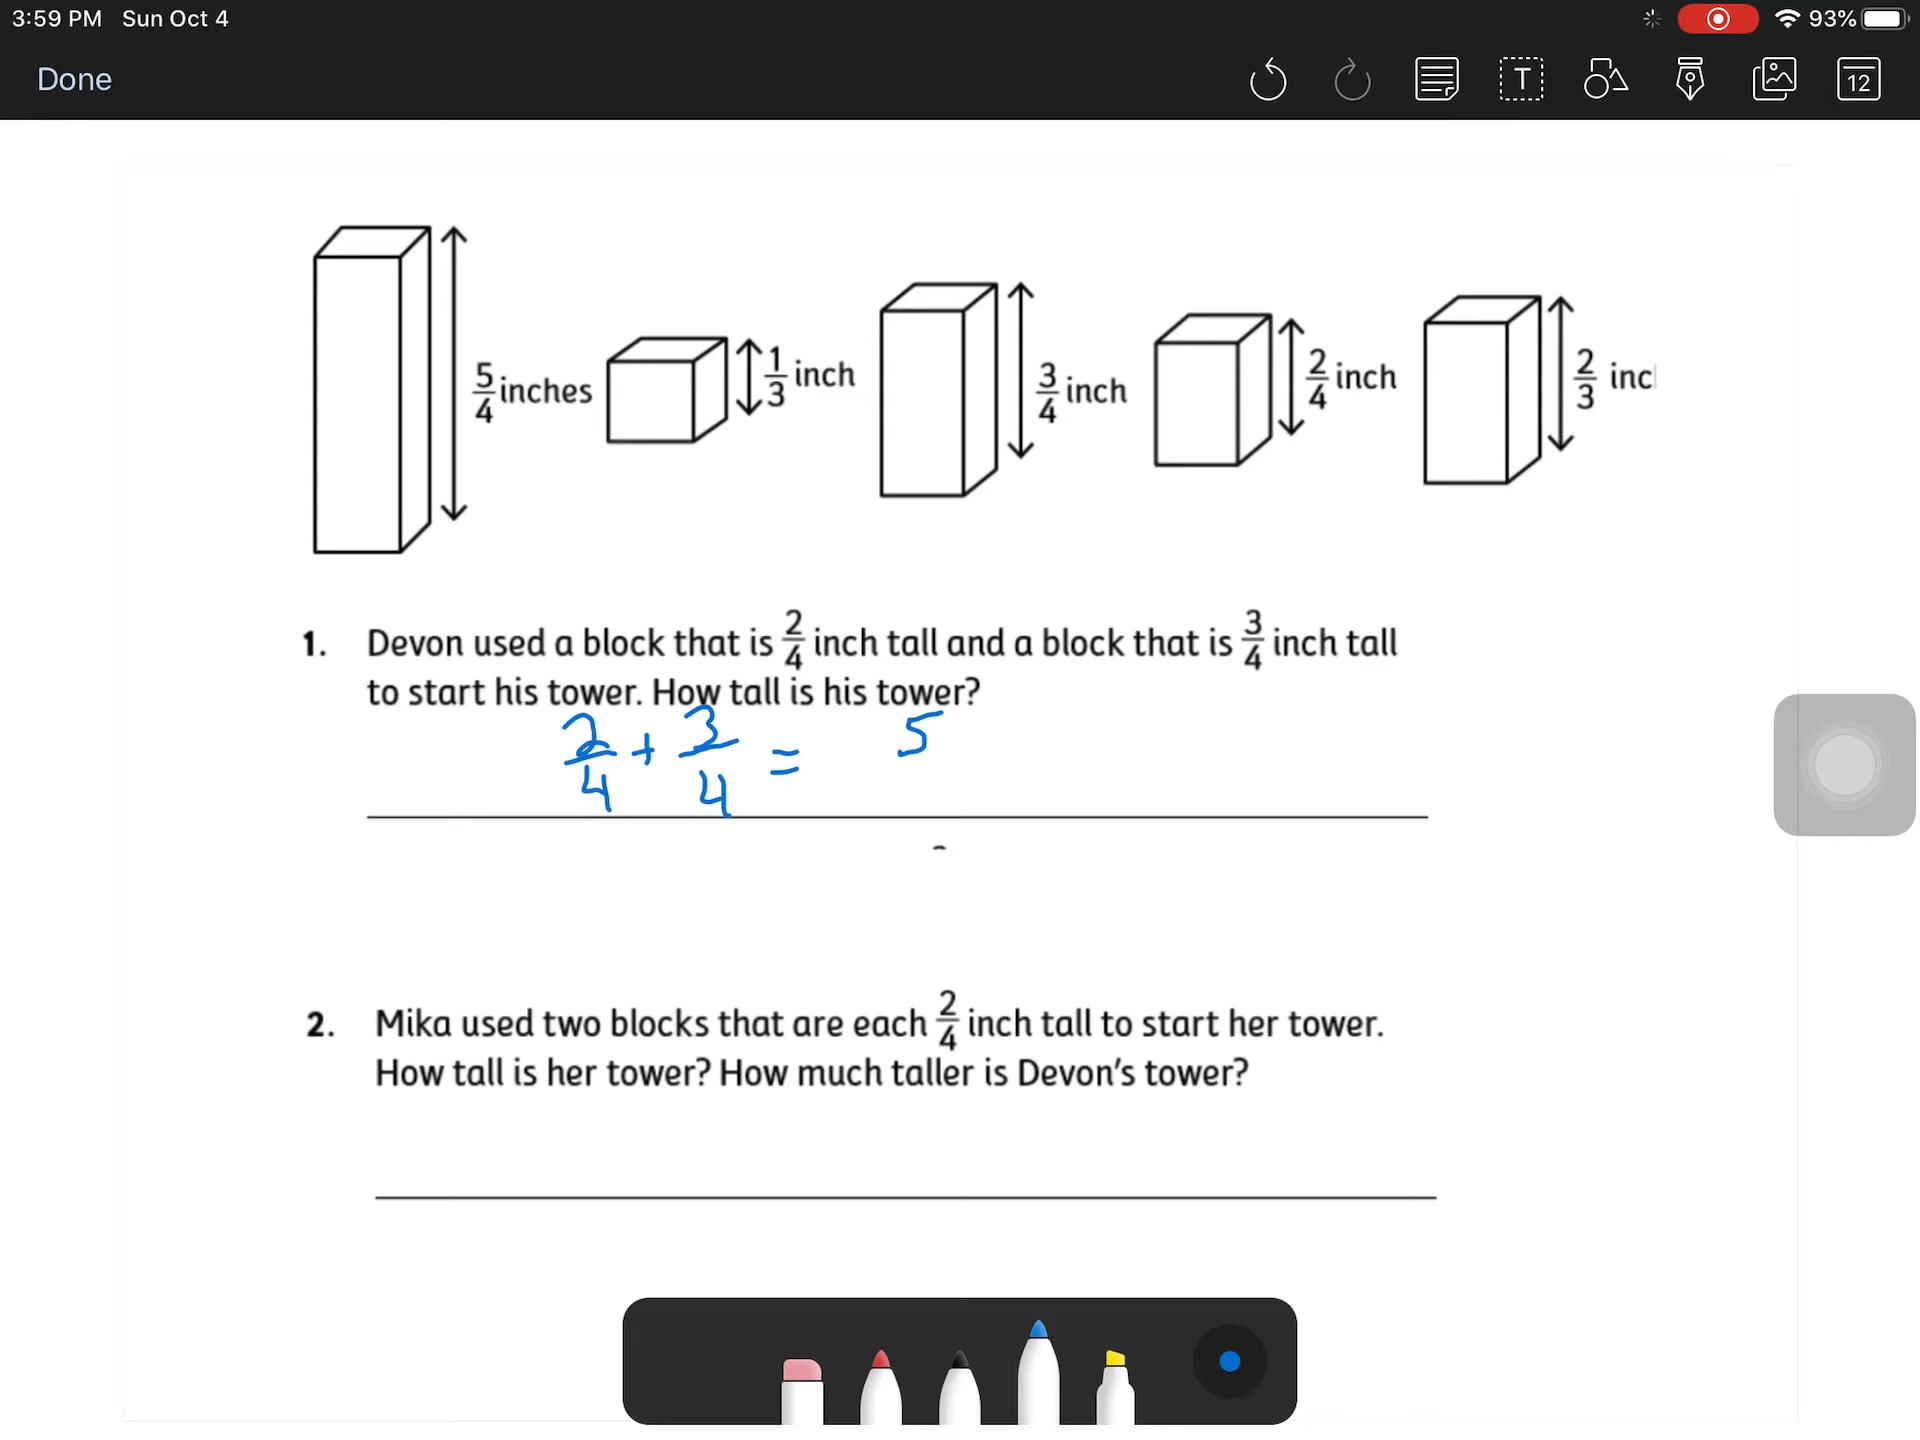 3:59 PM Sun Oct 4 93%
Done T 12
5/4 inches 1/3 inch 3/4 inch 2/4 inch 2/3 inc
1. Devon used a block that is 2/4 inch tall and a block that is 3/4 inch tall
to start his tower. How tall is his tower?
2/4 + 3/4 = 5
2. Mika used two blocks that are each 2/4 inch tall to start her tower.
How tall is her tower? How much taller is Devon's tower?